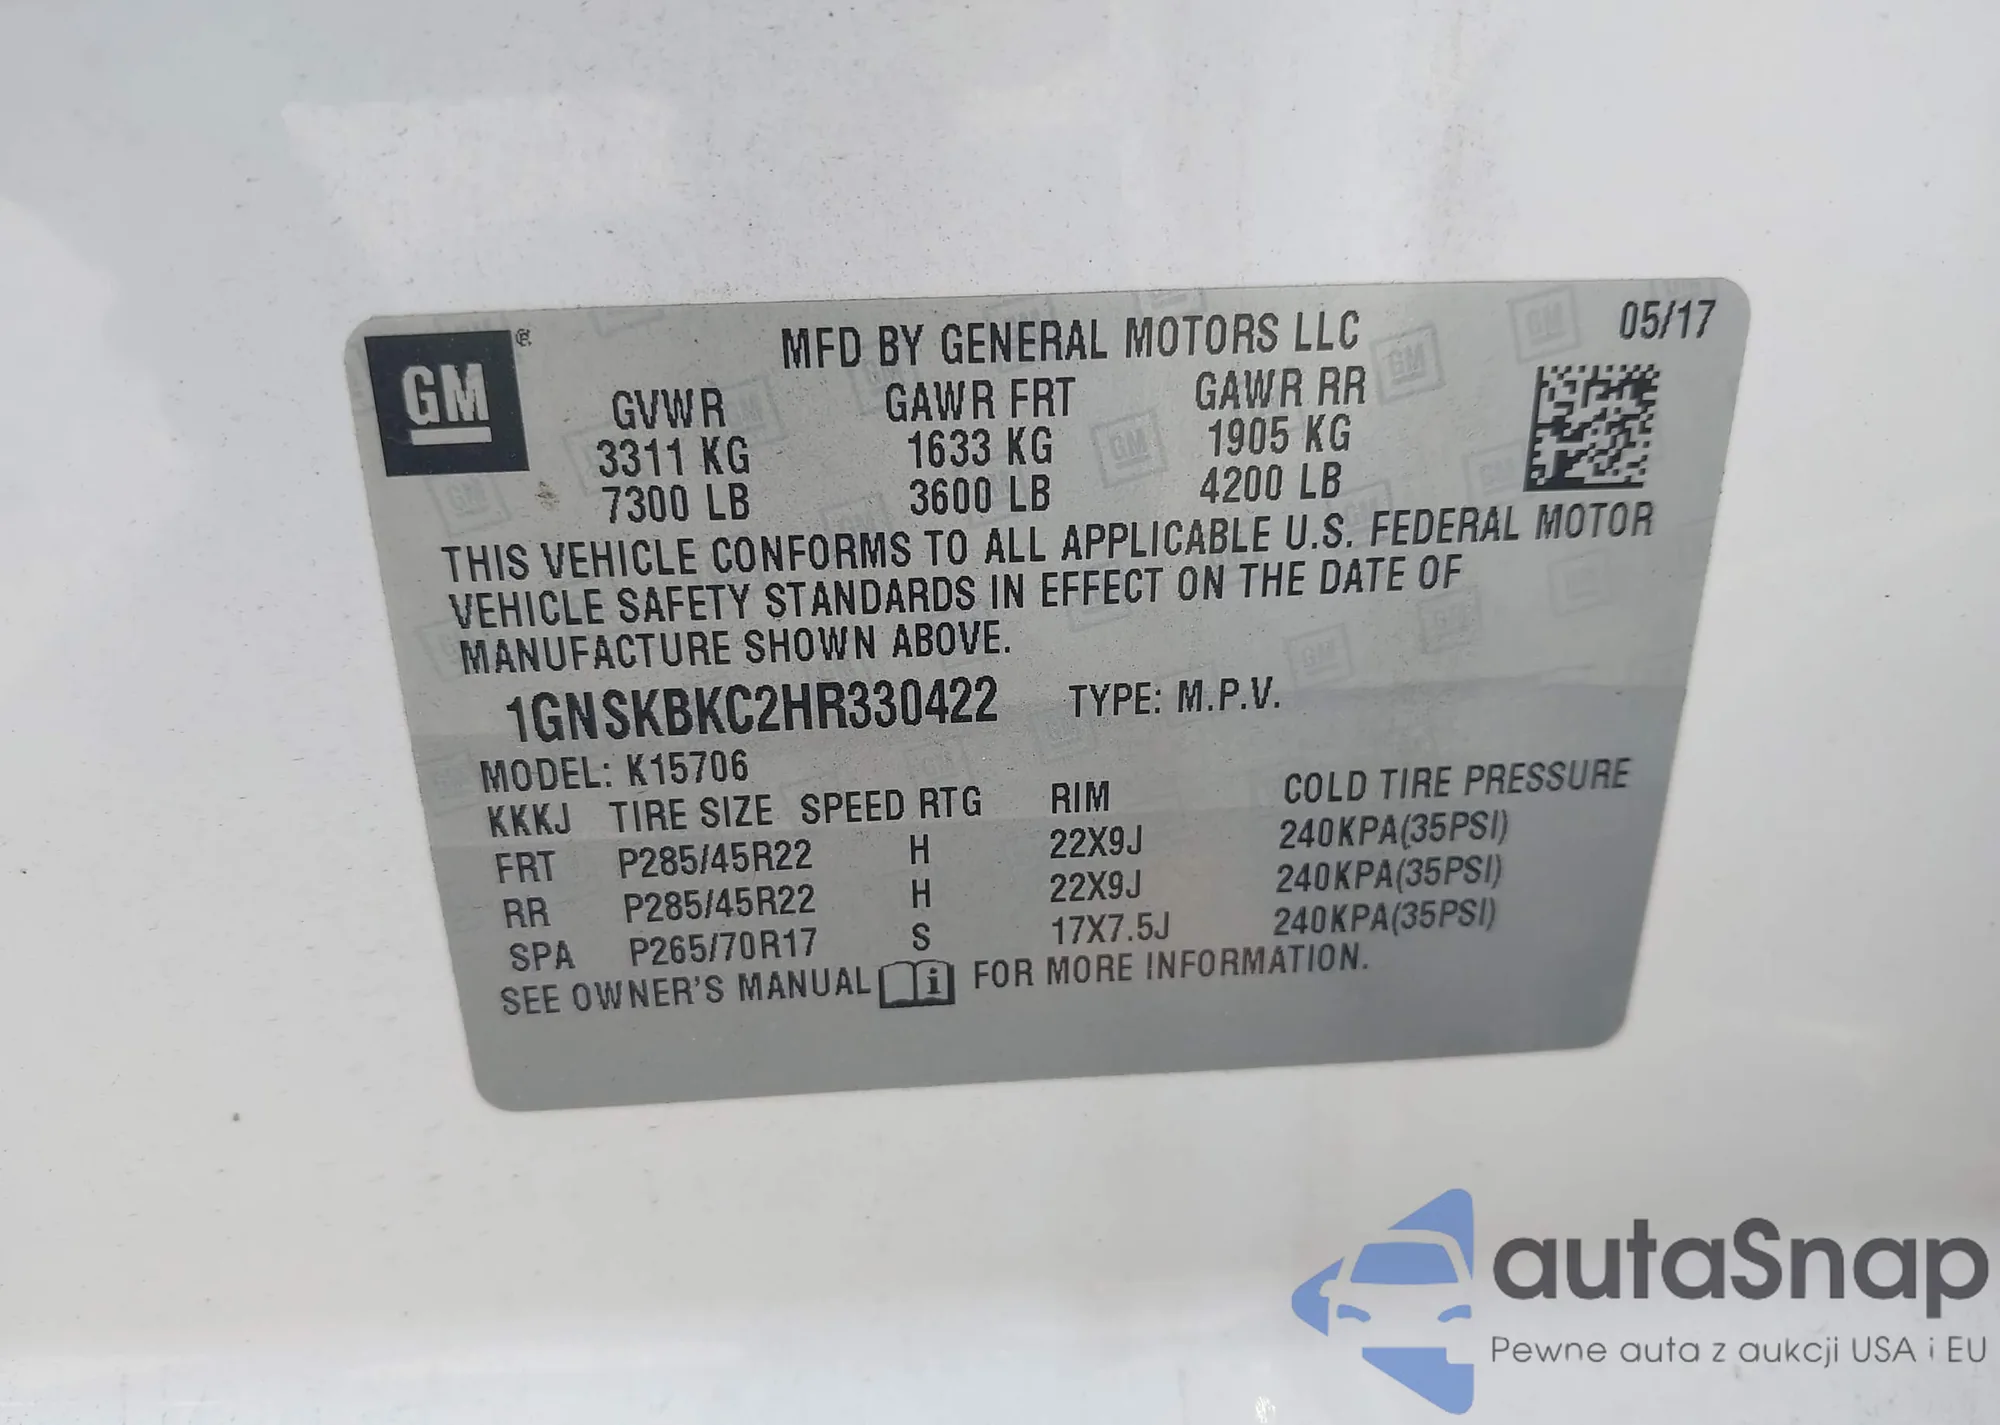 GM
®
MFD BY GENERAL MOTORS LLC 05/17
GVWR GAWR FRT GAWR RR
3311 KG 1633 KG 1905 KG
7300 LB 3600 LB 4200 LB
THIS VEHICLE CONFORMS TO ALL APPLICABLE U.S. FEDERAL MOTOR
VEHICLE SAFETY STANDARDS IN EFFECT ON THE DATE OF
MANUFACTURE SHOWN ABOVE.
1GNSKBKC2HR330422 TYPE: M.P.V.
MODEL: K15706
KKKJ TIRE SIZE SPEED RTG RIM COLD TIRE PRESSURE
FRT P285/45R22 H 22X9J 240KPA(35PSI)
RR P285/45R22 H 22X9J 240KPA(35PSI)
SPA P265/70R17 S 17X7.5J 240KPA(35PSI)
SEE OWNER'S MANUAL i FOR MORE INFORMATION.
autaSnap
Pewne auta z aukcji USA i EU